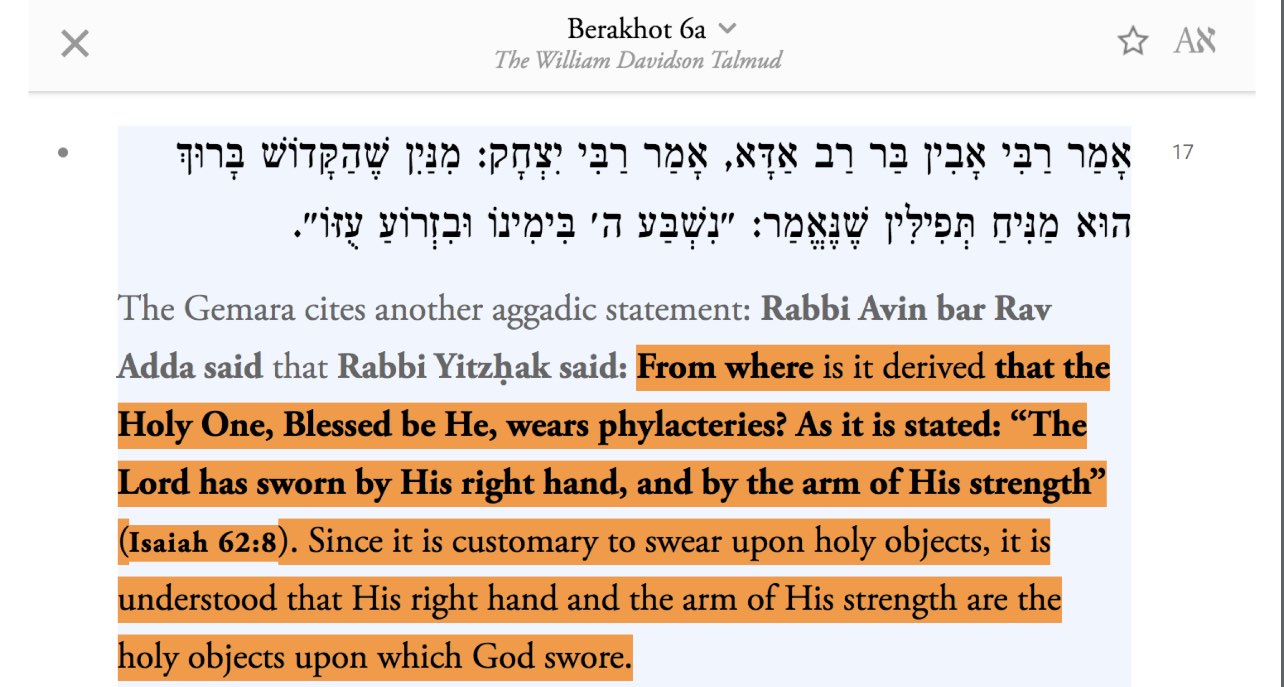 Berakhot 6a
The William Davidson Talmud
Aא
17
אָמַר רַבִּי אָבִין בַּר רַב אַדָּא, אָמַר רַבִּי יִצְחָק: מִנַּיִן שֶׁהַקָּדוֹשׁ בָּרוּךְ
הוּא מַנִּיחַ תְּפִילִּין שֶׁנֶּאֱמַר: ״נִשְׁבַּע ה׳ בִּימִינוֹ וּבִזְרוֹעַ עֻזּוֹ״.
The Gemara cites another aggadic statement: Rabbi Avin bar Rav
Adda said that Rabbi Yitzḥak said: From where is it derived that the
Holy One, Blessed be He, wears phylacteries? As it is stated: “The
Lord has sworn by His right hand, and by the arm of His strength”
(Isaiah 62:8). Since it is customary to swear upon holy objects, it is
understood that His right hand and the arm of His strength are the
holy objects upon which God swore.